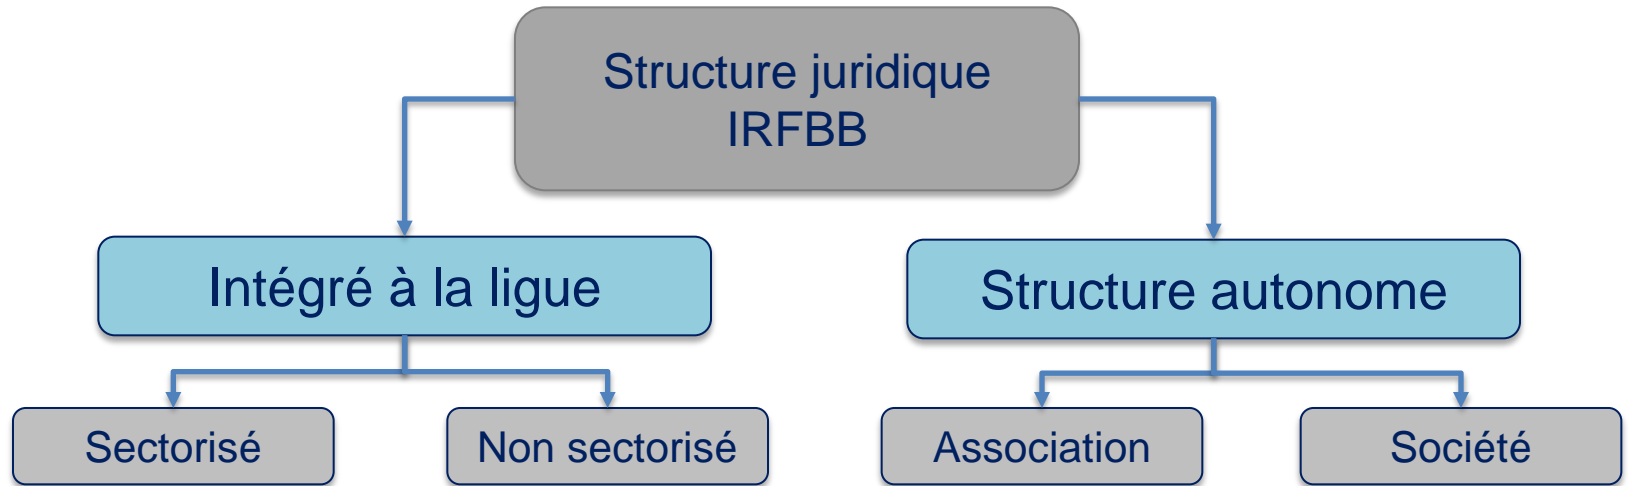 Structure juridique
IRFBB
Intégré à la ligue
Structure autonome
Sectorisé
Non sectorisé
Association
Société